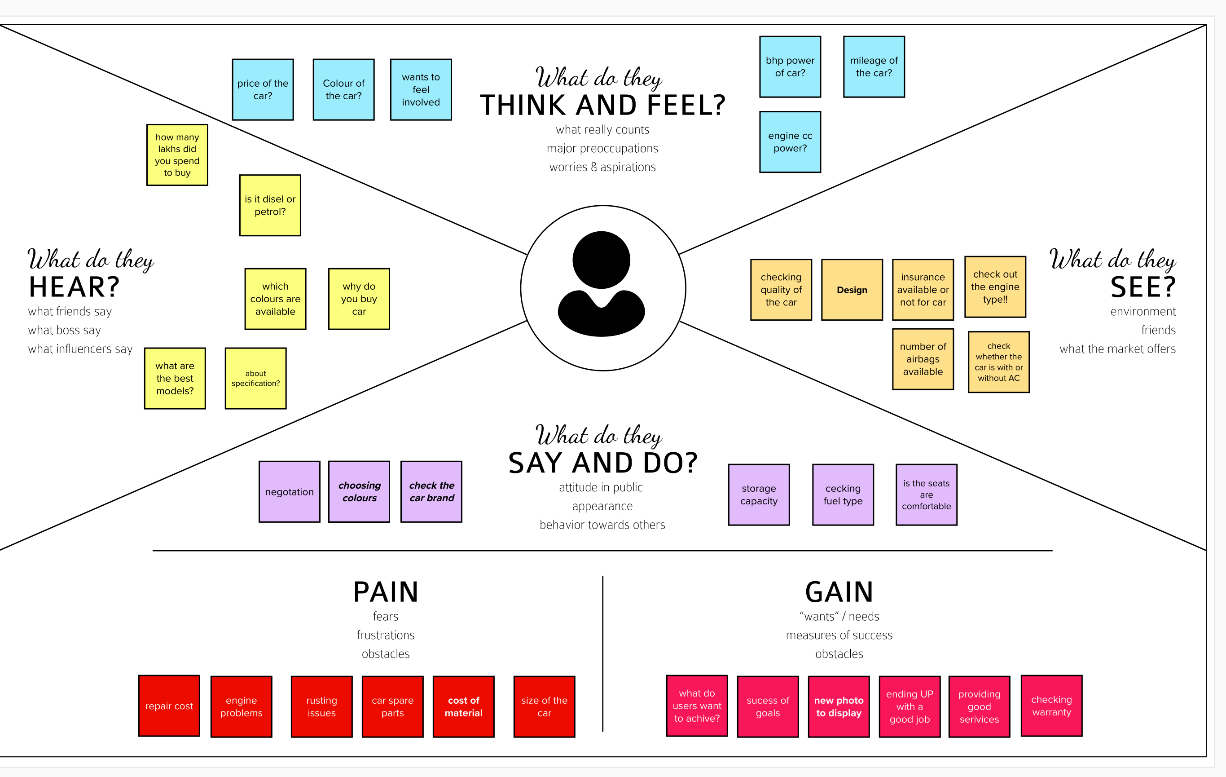 What do they
THINK AND FEEL?
what really counts
major preoccupations
worries & aspirations
price of the
car?
Colour of
the car?
wants to
feel
involved
bhp power
of car?
mileage of
the car?
engine cc
power?
What do they
HEAR?
what friends say
what boss say
what influencers say
how many
lakhs did
you spend
to buy
is it disel or
petrol?
which
colours are
available
why do
you buy
car
what are
the best
models?
about
specification?
What do they
SEE?
environment
friends
what the market offers
checking
quality of
the car
Design
insurance
available or
not for car
check out
the engine
type!!
number of
airbags
available
check
whether the
car is with or
without AC
What do they
SAY AND DO?
attitude in public
appearance
behavior towards others
negotation
choosing
colours
check the
car brand
storage
capacity
cecking
fuel type
is the seats
are
comfortable
PAIN
fears
frustrations
obstacles
repair cost
engine
problems
rusting
issues
car spare
parts
cost of
material
size of the
car
GAIN
"wants" / needs
measures of success
obstacles
what do
users want
to achive?
sucess of
goals
new photo
to display
ending UP
with a
good job
providing
good
serivices
checking
warranty